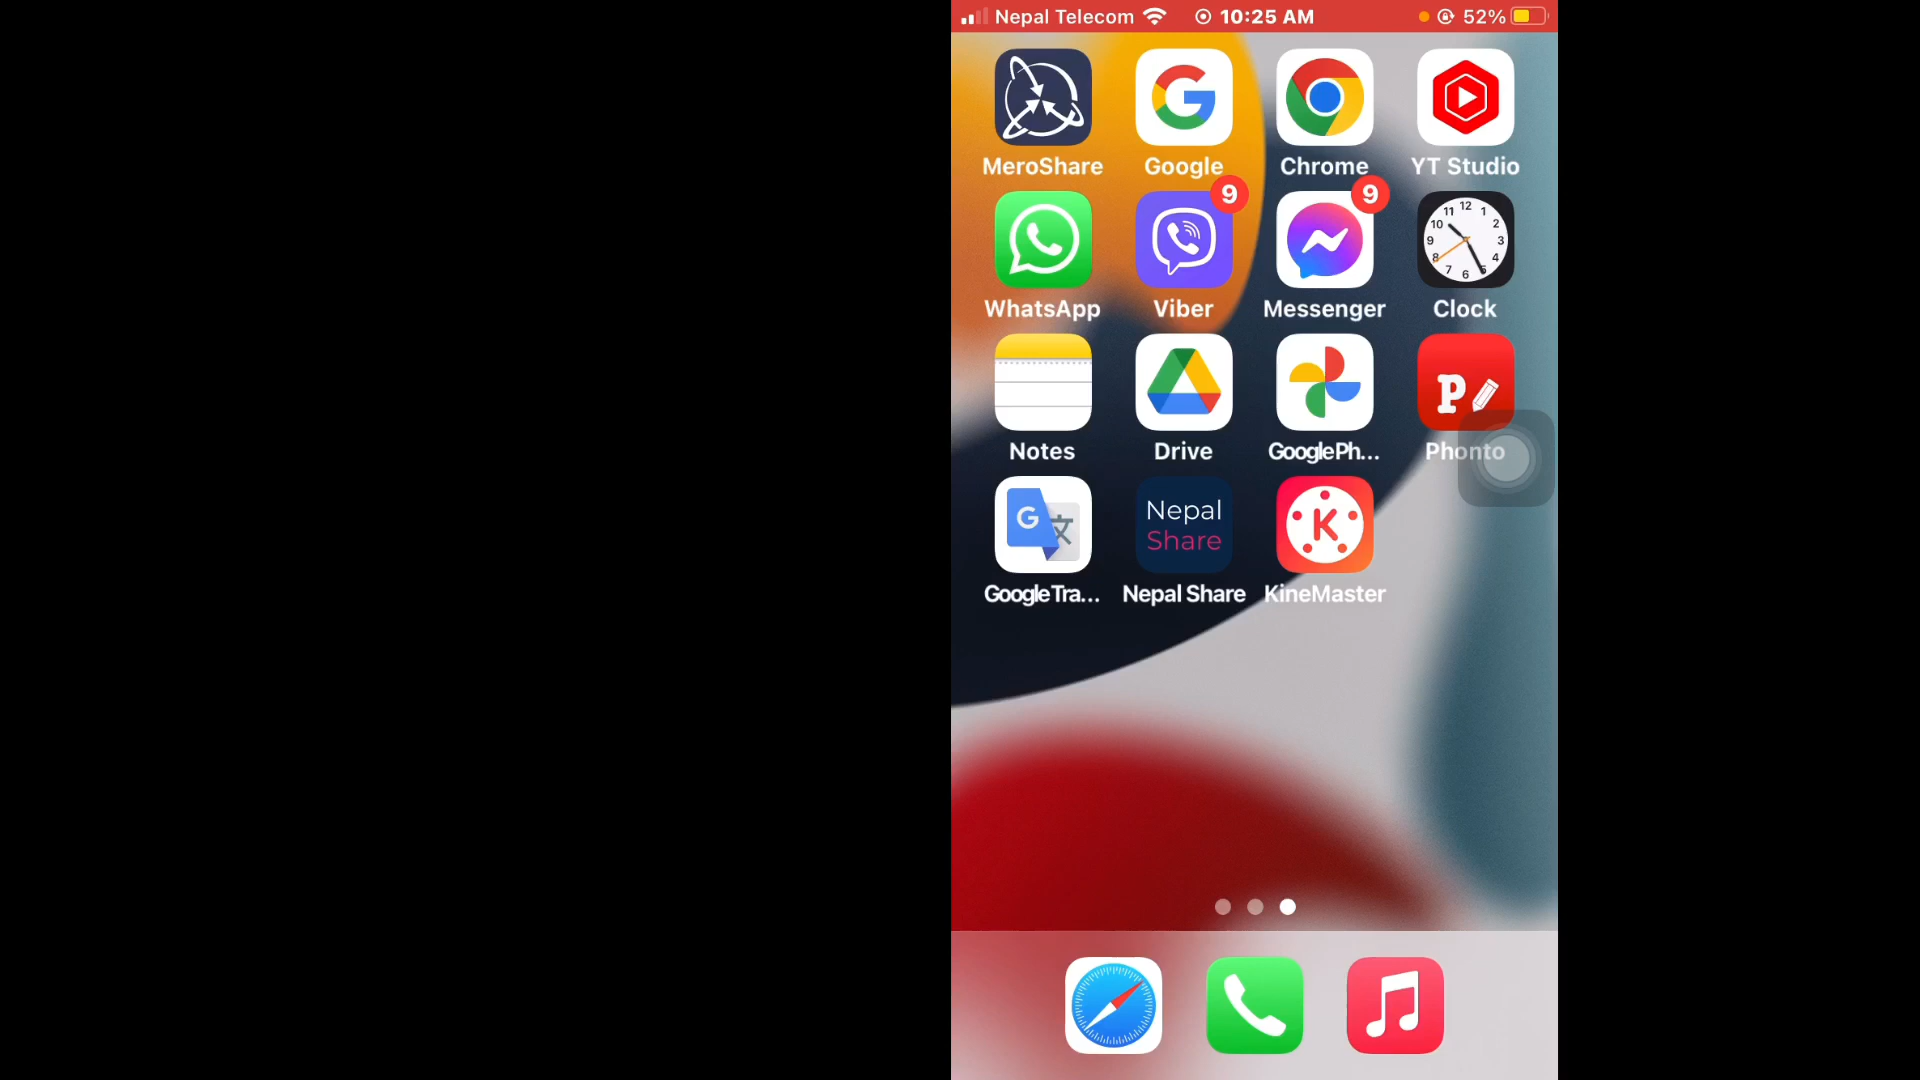 Nepal Telecom 10:25 AM 52%
MeroShare Google Chrome YT Studio
9 9
WhatsApp Viber Messenger Clock
Notes Drive GooglePh... Phonto
Nepal
Share
GoogleTra... Nepal Share KineMaster